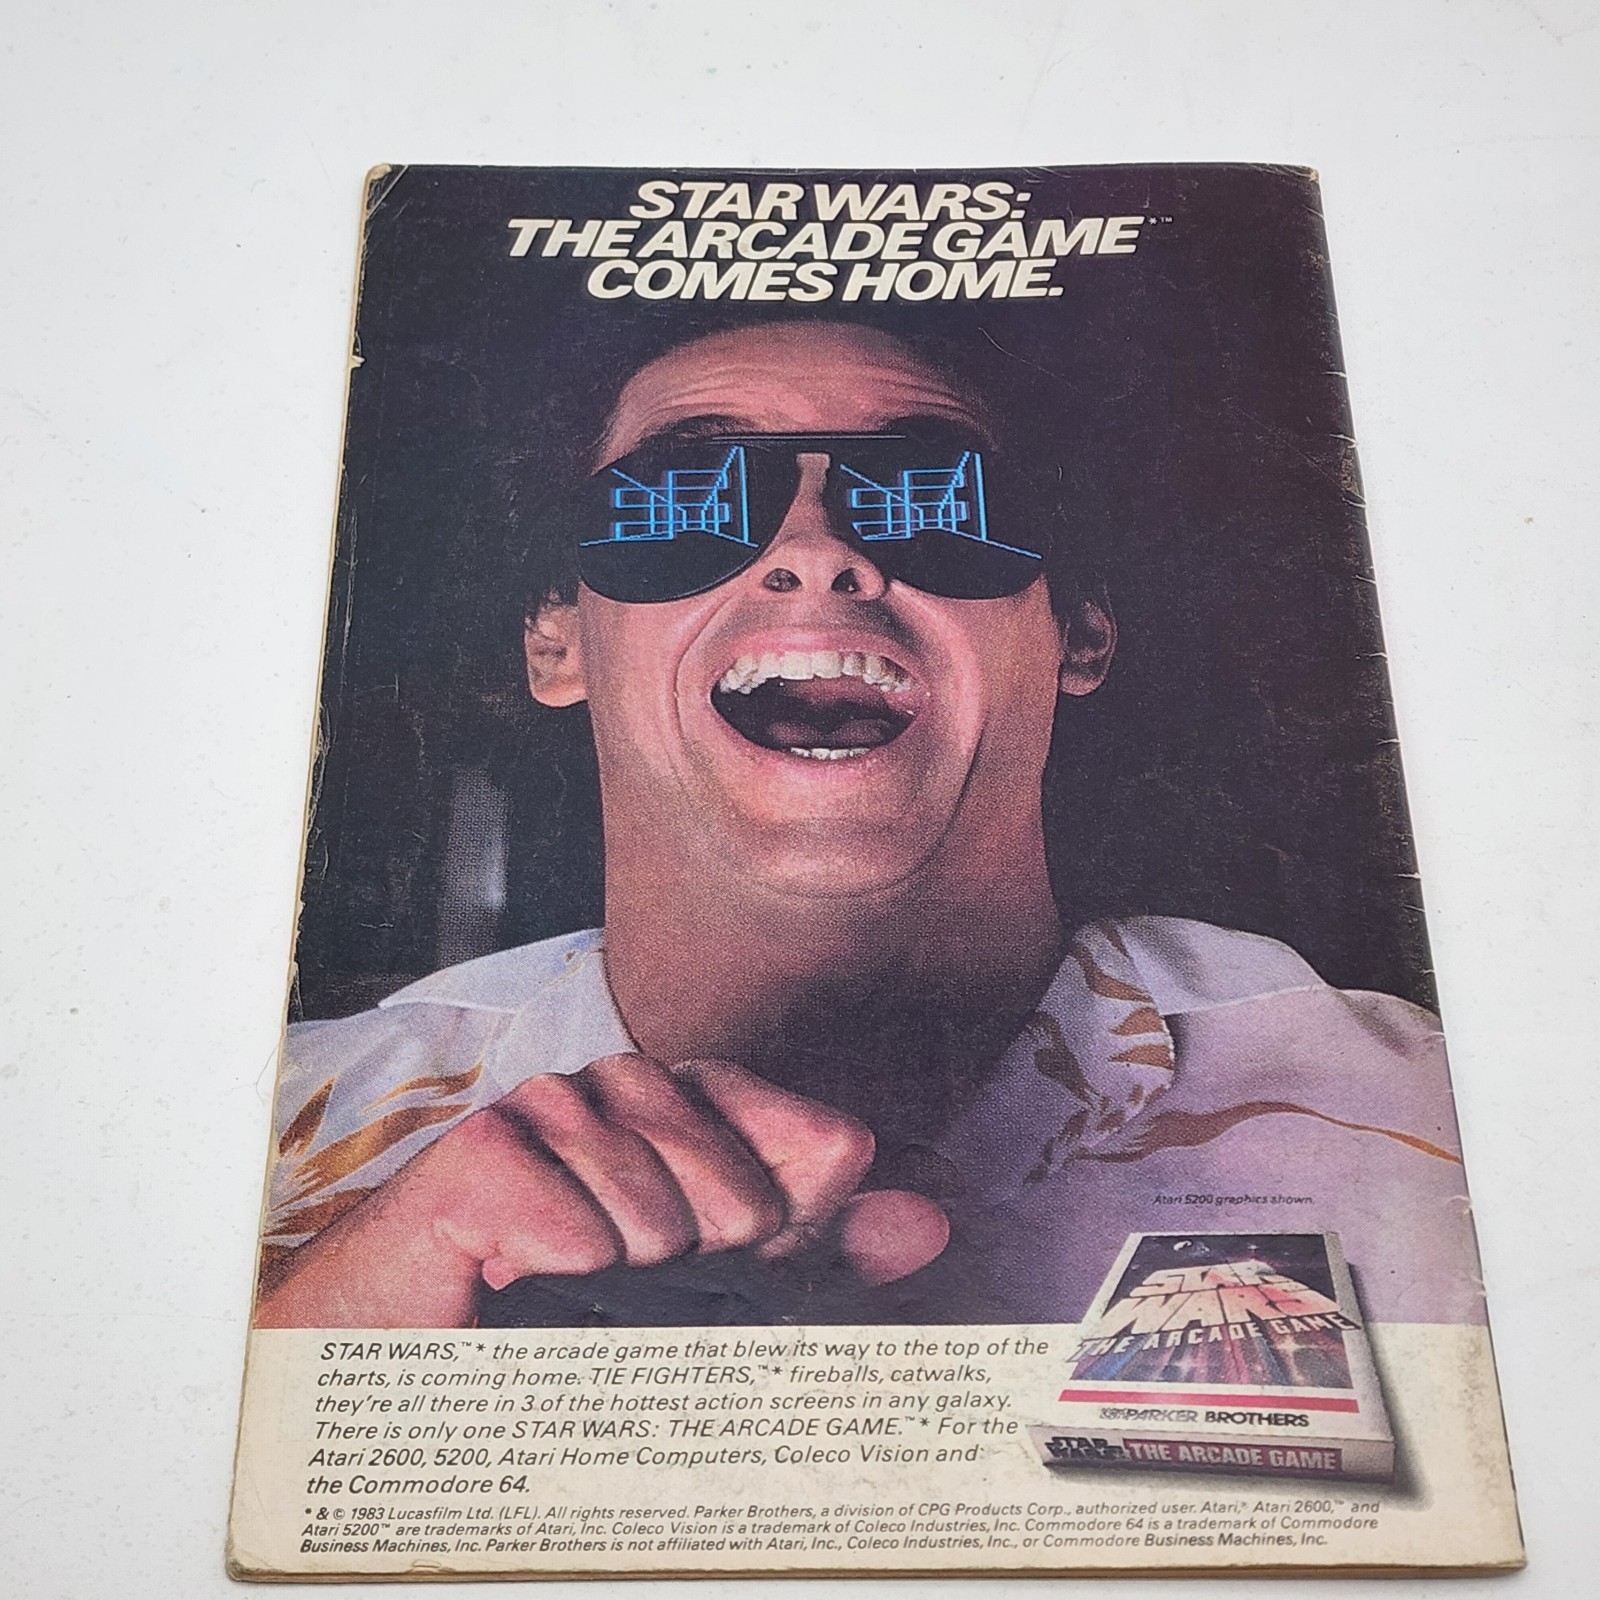 STAR WARS:
THE ARCADE GAME*™
COMES HOME.
Atari 5200 graphics shown.
STAR WARS
THE ARCADE GAME
PARKER BROTHERS
STAR WARS THE ARCADE GAME
STAR WARS,™* the arcade game that blew its way to the top of the
charts, is coming home. TIE FIGHTERS,™* fireballs, catwalks,
they're all there in 3 of the hottest action screens in any galaxy.
There is only one STAR WARS: THE ARCADE GAME.™* For the
Atari 2600, 5200, Atari Home Computers, Coleco Vision and
the Commodore 64.
* & © 1983 Lucasfilm Ltd. (LFL). All rights reserved. Parker Brothers, a division of CPG Products Corp., authorized user. Atari,® Atari 2600,™ and
Atari 5200™ are trademarks of Atari, Inc. Coleco Vision is a trademark of Coleco Industries, Inc. Commodore 64 is a trademark of Commodore
Business Machines, Inc. Parker Brothers is not affiliated with Atari, Inc., Coleco Industries, Inc., or Commodore Business Machines, Inc.